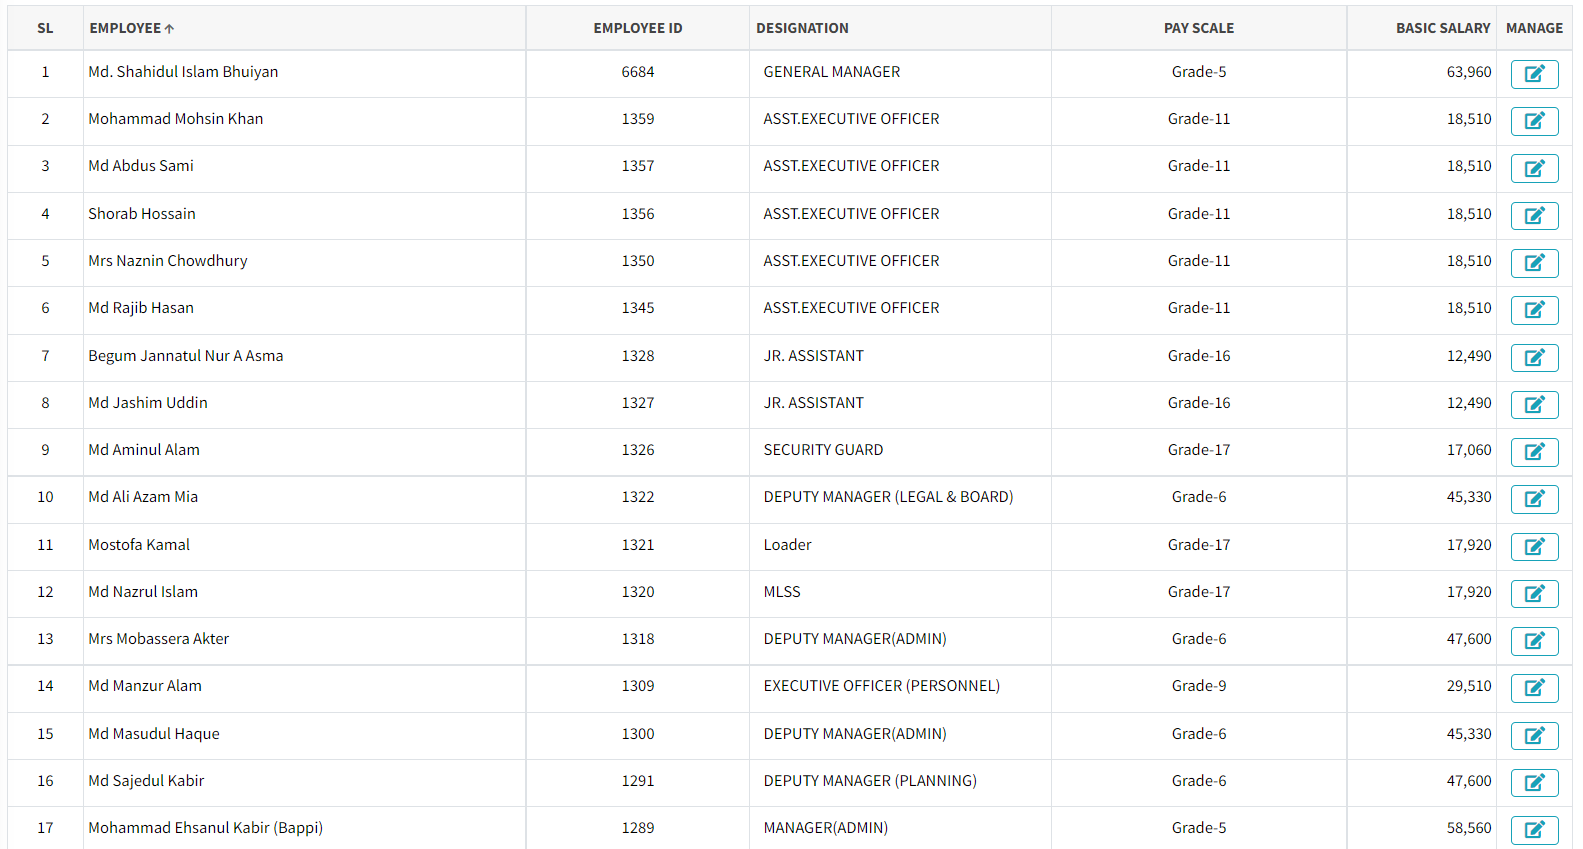 SL EMPLOYEE EMPLOYEE ID DESIGNATION PAY SCALE BASIC SALARY MANAGE
1 Md. Shahidul Islam Bhuiyan 6684 GENERAL MANAGER Grade-5 63,960
2 Mohammad Mohsin Khan 1359 ASST.EXECUTIVE OFFICER Grade-11 18,510
3 Md Abdus Sami 1357 ASST.EXECUTIVE OFFICER Grade-11 18,510
4 Shorab Hossain 1356 ASST.EXECUTIVE OFFICER Grade-11 18,510
5 Mrs Naznin Chowdhury 1350 ASST.EXECUTIVE OFFICER Grade-11 18,510
6 Md Rajib Hasan 1345 ASST.EXECUTIVE OFFICER Grade-11 18,510
7 Begum Jannatul Nur A Asma 1328 JR. ASSISTANT Grade-16 12,490
8 Md Jashim Uddin 1327 JR. ASSISTANT Grade-16 12,490
9 Md Aminul Alam 1326 SECURITY GUARD Grade-17 17,060
10 Md Ali Azam Mia 1322 DEPUTY MANAGER (LEGAL & BOARD) Grade-6 45,330
11 Mostofa Kamal 1321 Loader Grade-17 17,920
12 Md Nazrul Islam 1320 MLSS Grade-17 17,920
13 Mrs Mobassera Akter 1318 DEPUTY MANAGER(ADMIN) Grade-6 47,600
14 Md Manzur Alam 1309 EXECUTIVE OFFICER (PERSONNEL) Grade-9 29,510
15 Md Masudul Haque 1300 DEPUTY MANAGER(ADMIN) Grade-6 45,330
16 Md Sajedul Kabir 1291 DEPUTY MANAGER (PLANNING) Grade-6 47,600
17 Mohammad Ehsanul Kabir (Bappi) 1289 MANAGER(ADMIN) Grade-5 58,560